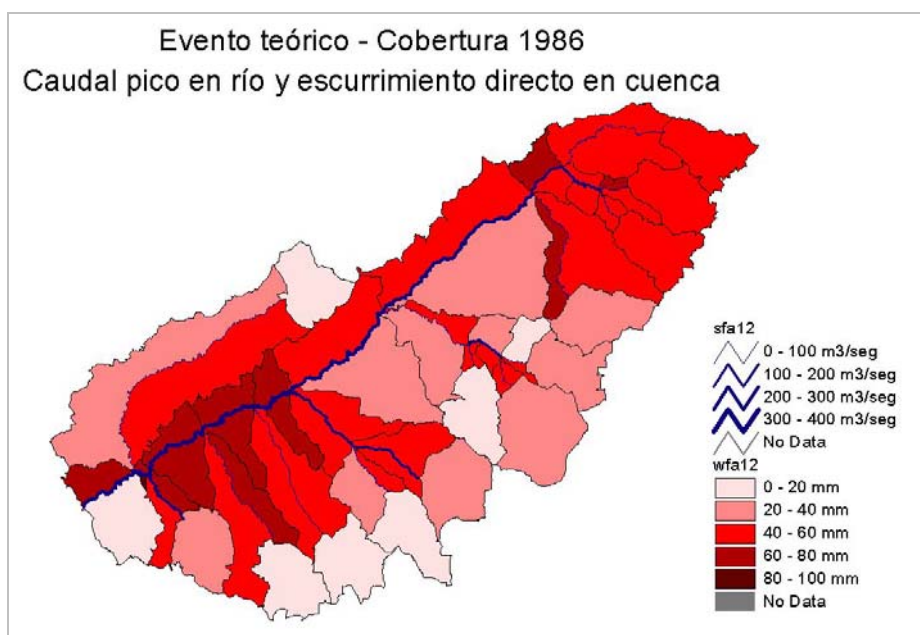 Evento teórico - Cobertura 1986
Caudal pico en río y escurrimiento directo en cuenca
sfa12
0 - 100 m3/seg
100 - 200 m3/seg
200 - 300 m3/seg
300 - 400 m3/seg
No Data
wfa12
0 - 20 mm
20 - 40 mm
40 - 60 mm
60 - 80 mm
80 - 100 mm
No Data